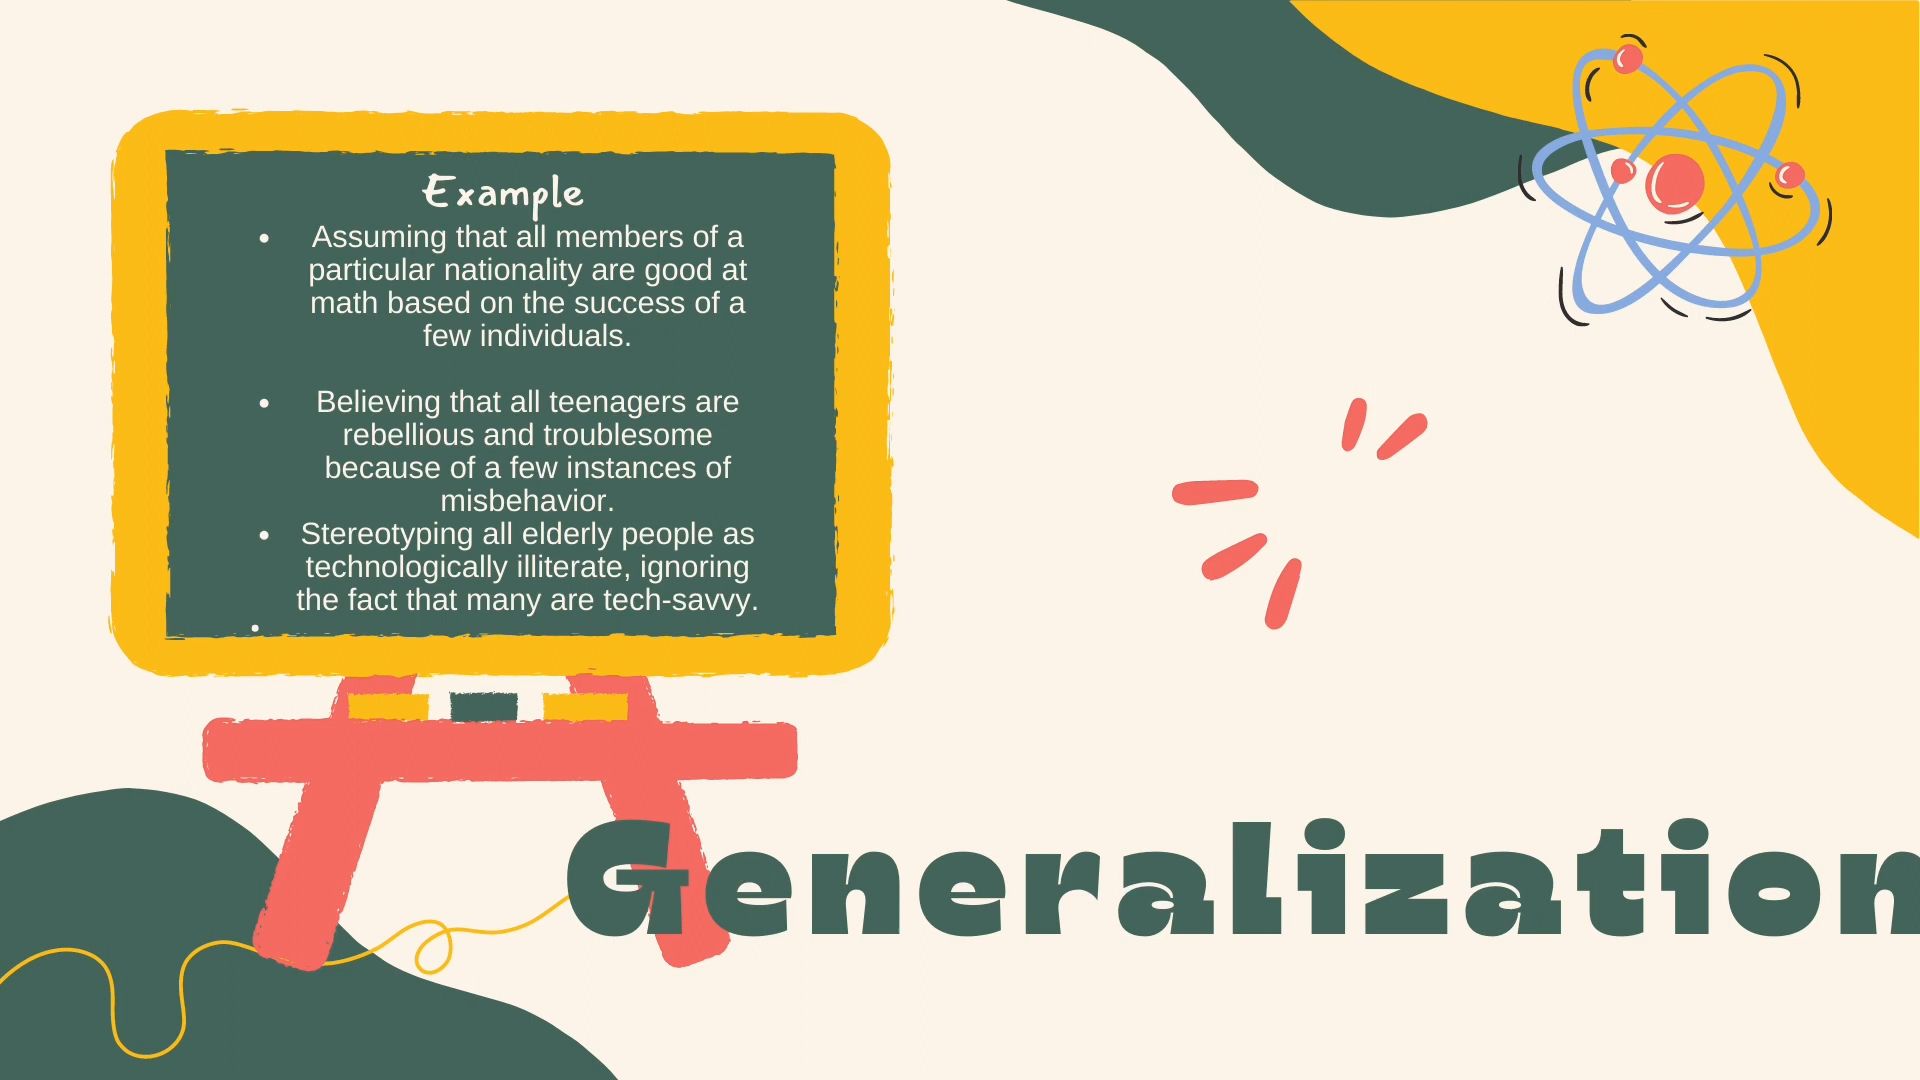 Example
• Assuming that all members of a
particular nationality are good at
math based on the success of a
few individuals.
• Believing that all teenagers are
rebellious and troublesome
because of a few instances of
misbehavior.
• Stereotyping all elderly people as
technologically illiterate, ignoring
the fact that many are tech-savvy.
•
Generalization